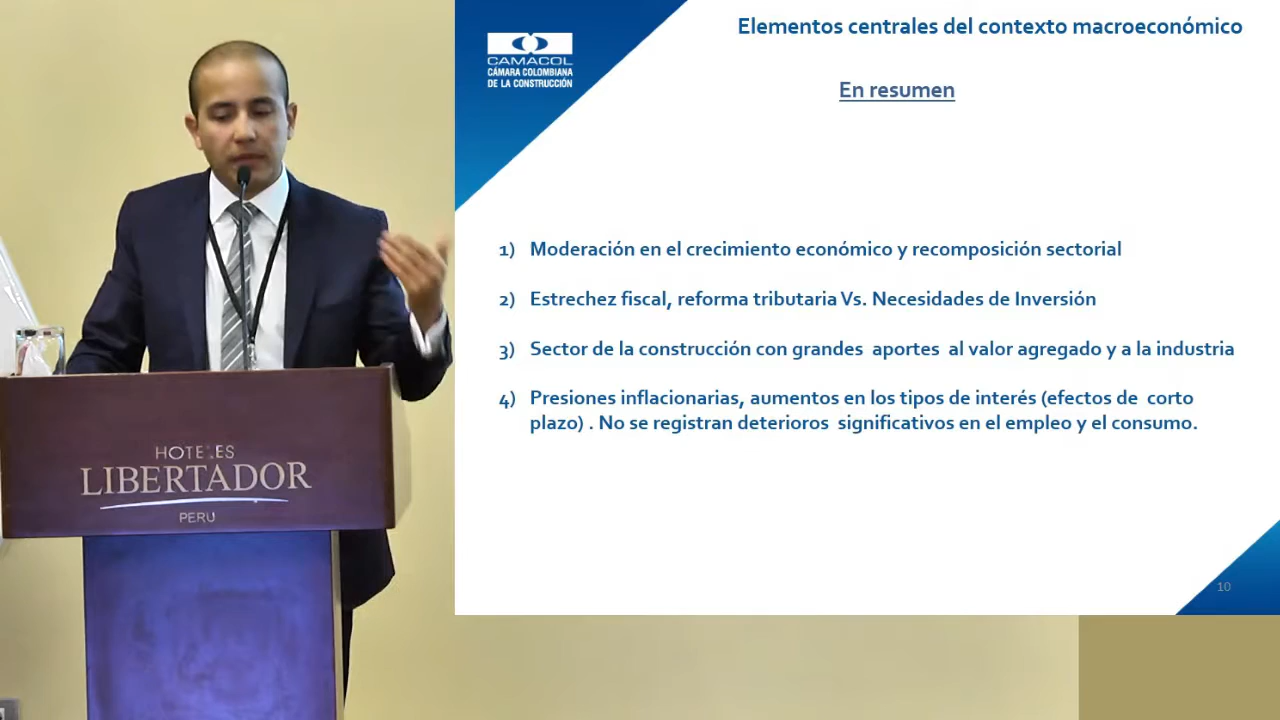 Elementos centrales del contexto macroeconómico
CAMACOL
CÁMARA COLOMBIANA
DE LA CONSTRUCCIÓN
En resumen
1) Moderación en el crecimiento económico y recomposición sectorial
2) Estrechez fiscal, reforma tributaria Vs. Necesidades de Inversión
3) Sector de la construcción con grandes aportes al valor agregado y a la industria
4) Presiones inflacionarias, aumentos en los tipos de interés (efectos de corto
plazo) . No se registran deterioros significativos en el empleo y el consumo.
10
HOTELES
LIBERTADOR
PERU